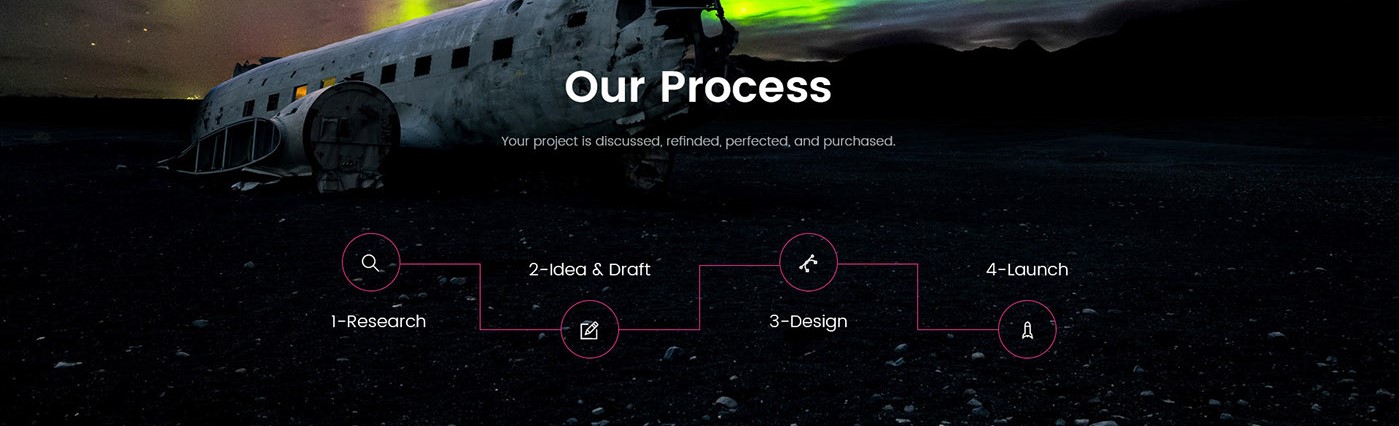 Our Process
Your project is discussed, refinded, perfected, and purchased.
1-Research
2-Idea & Draft
3-Design
4-Launch